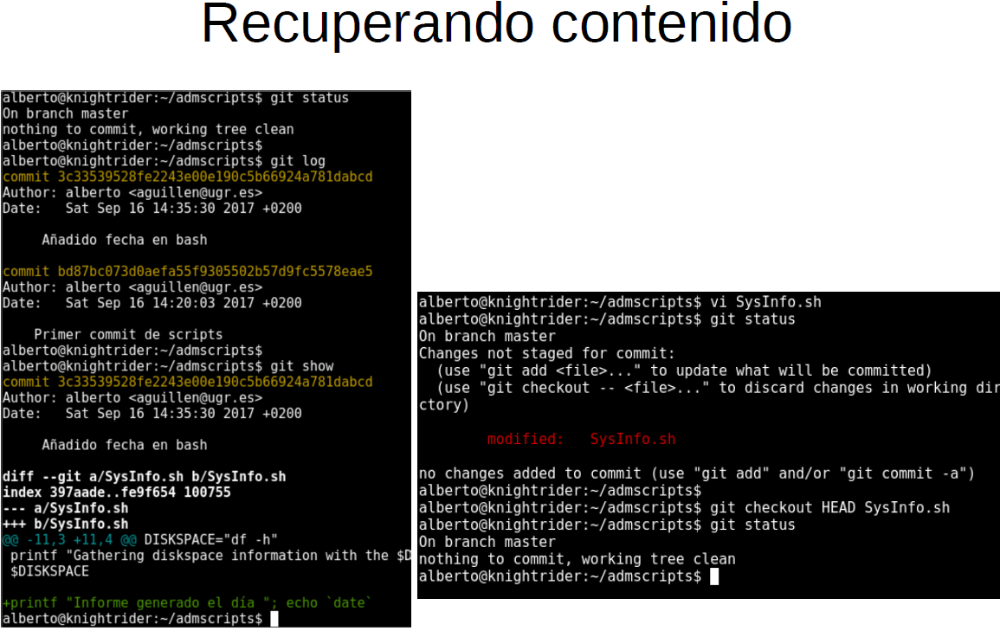 Recuperando contenido
alberto@knightrider:~/admscripts$ git status
On branch master
nothing to commit, working tree clean
alberto@knightrider:~/admscripts$
alberto@knightrider:~/admscripts$ git log
commit 3c33539528fe2243e00e190c5b66924a781dabcd
Author: alberto <aguillen@ugr.es>
Date:   Sat Sep 16 14:35:30 2017 +0200
Añadido fecha en bash
commit bd87bc073d0aefa55f9305502b57d9fc5578eae5
Author: alberto <aguillen@ugr.es>
Date:   Sat Sep 16 14:20:03 2017 +0200
Primer commit de scripts
alberto@knightrider:~/admscripts$
alberto@knightrider:~/admscripts$ git show
commit 3c33539528fe2243e00e190c5b66924a781dabcd
Author: alberto <aguillen@ugr.es>
Date:   Sat Sep 16 14:35:30 2017 +0200
Añadido fecha en bash
diff --git a/SysInfo.sh b/SysInfo.sh
index 397aade..fe9f654 100755
--- a/SysInfo.sh
+++ b/SysInfo.sh
@@ -11,3 +11,4 @@ DISKSPACE="df -h"
printf "Gathering diskspace information with the $D
$DISKSPACE
+printf "Informe generado el día "; echo `date`
alberto@knightrider:~/admscripts$
alberto@knightrider:~/admscripts$ vi SysInfo.sh
alberto@knightrider:~/admscripts$ git status
On branch master
Changes not staged for commit:
(use "git add <file>..." to update what will be committed)
(use "git checkout -- <file>..." to discard changes in working dir
ctory)
modified:   SysInfo.sh
no changes added to commit (use "git add" and/or "git commit -a")
alberto@knightrider:~/admscripts$
alberto@knightrider:~/admscripts$ git checkout HEAD SysInfo.sh
alberto@knightrider:~/admscripts$ git status
On branch master
nothing to commit, working tree clean
alberto@knightrider:~/admscripts$